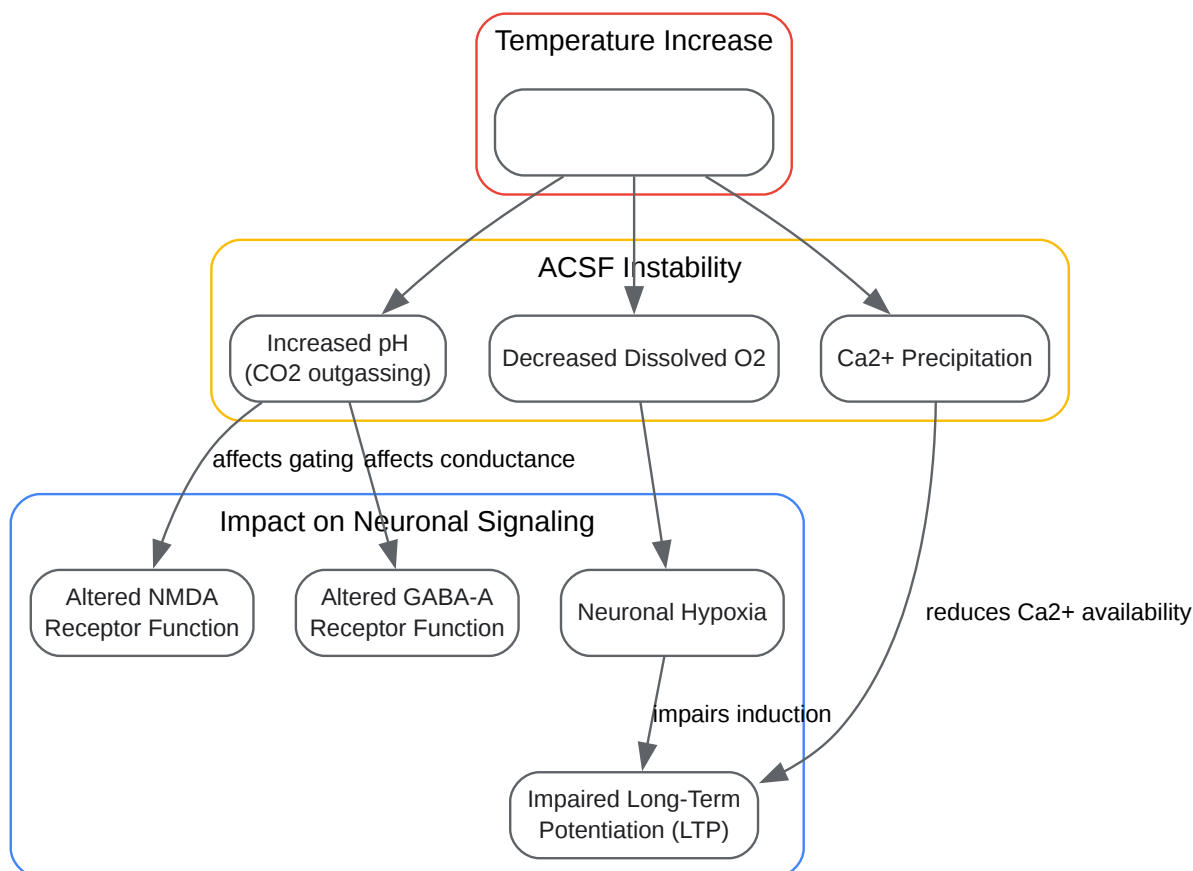 Temperature Increase
ACSF Instability
Increased pH
(CO2 outgassing)
Decreased Dissolved O2
Ca2+ Precipitation
affects gating
affects conductance
Impact on Neuronal Signaling
Altered NMDA
Receptor Function
Altered GABA-A
Receptor Function
Neuronal Hypoxia
reduces Ca2+ availability
impairs induction
Impaired Long-Term
Potentiation (LTP)